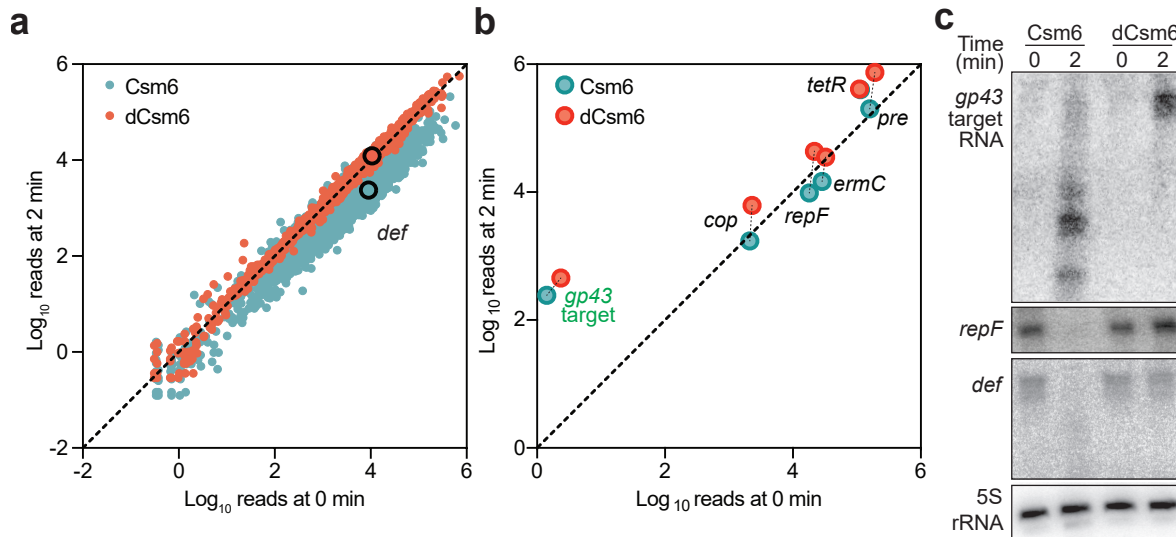 a
Log10 reads at 2 min
6
4
2
0
-2
-2
0
2
4
6
Log10 reads at 0 min
Csm6
dCsm6
def
b
Log10 reads at 2 min
6
4
2
0
0
2
4
6
Log10 reads at 0 min
Csm6
dCsm6
tetR
pre
ermC
repF
cop
gp43
target
c
Csm6 dCsm6
Time
(min)
0 2 0 2
gp43
target
RNA
repF
def
5S
rRNA